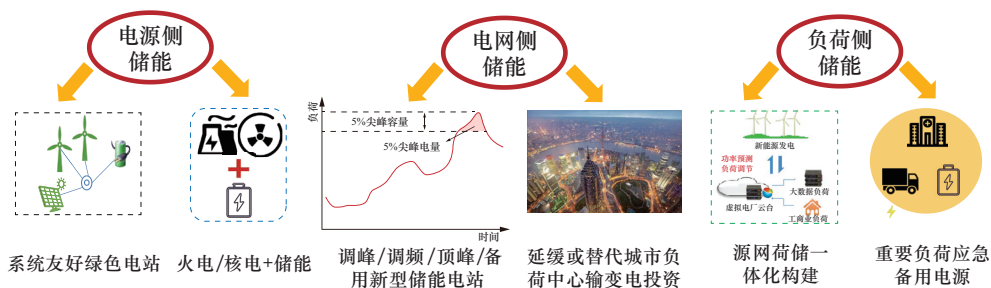 电源侧
储能
电网侧
储能
负荷侧
储能
负荷
5%尖峰容量
5%尖峰电量
时间
新能源发电
功率预测
负荷调节
大数据负荷
虚拟电厂云台
工商业负荷
系统友好绿色电站
火电/核电+储能
调峰/调频/顶峰/备
用新型储能电站
延缓或替代城市负
荷中心输变电投资
源网荷储一
体化构建
重要负荷应急
备用电源